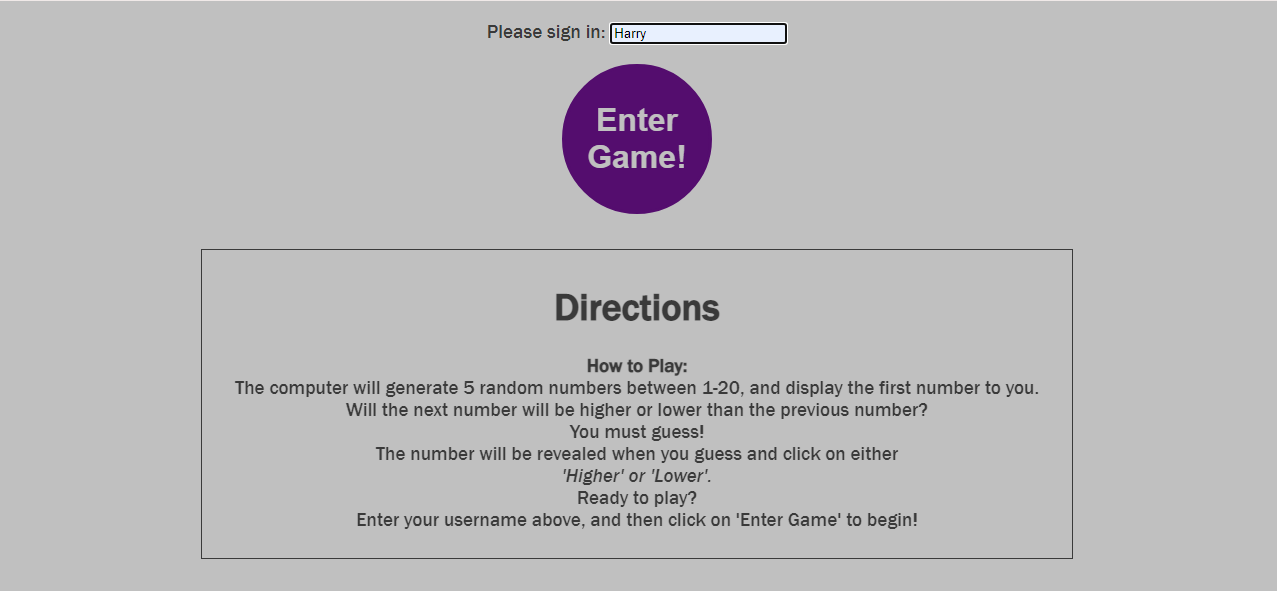 Please sign in: Harry
Enter
Game!
Directions
How to Play:
The computer will generate 5 random numbers between 1-20, and display the first number to you.
Will the next number will be higher or lower than the previous number?
You must guess!
The number will be revealed when you guess and click on either
'Higher' or 'Lower'.
Ready to play?
Enter your username above, and then click on 'Enter Game' to begin!